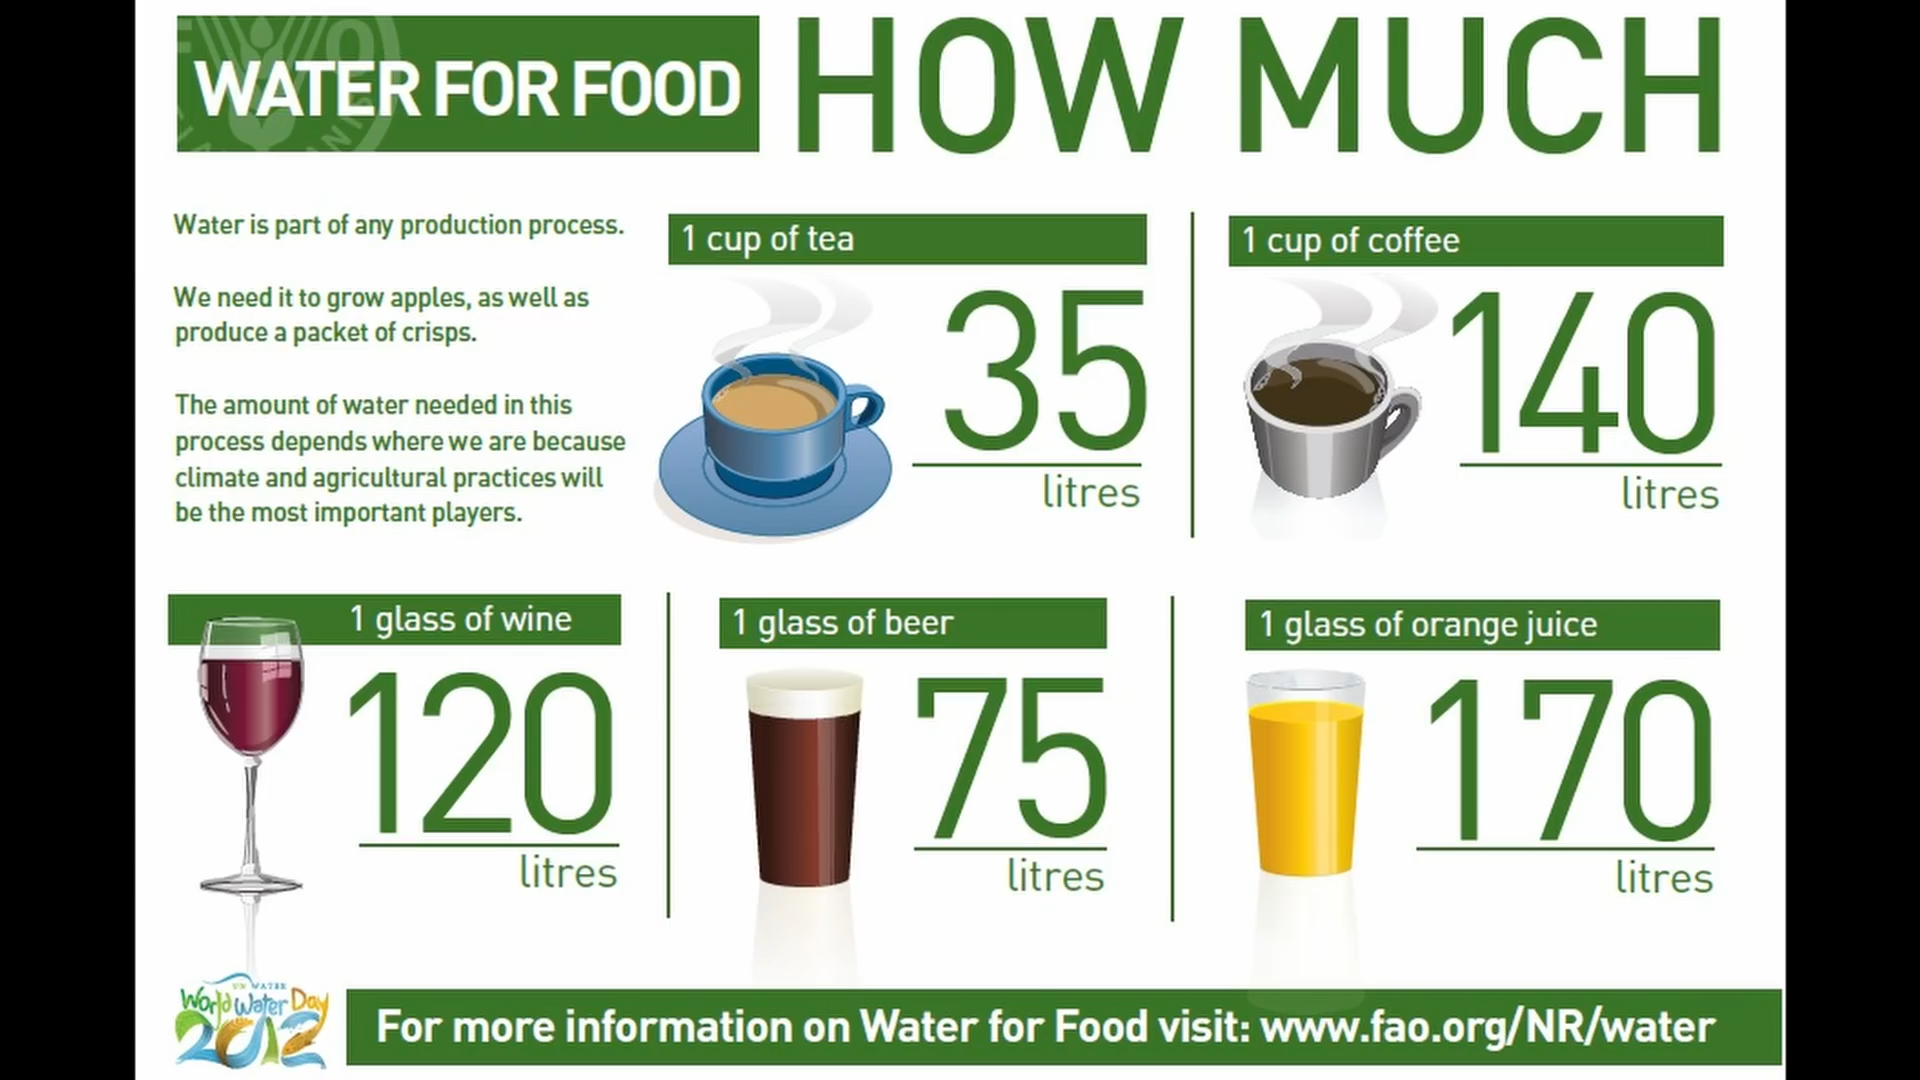 WATER FOR FOOD
HOW MUCH
Water is part of any production process.
We need it to grow apples, as well as
produce a packet of crisps.
The amount of water needed in this
process depends where we are because
climate and agricultural practices will
be the most important players.
1 cup of tea
35
litres
1 cup of coffee
140
litres
1 glass of wine
120
litres
1 glass of beer
75
litres
1 glass of orange juice
170
litres
UN WATER
World Water Day
2012
For more information on Water for Food visit: www.fao.org/NR/water